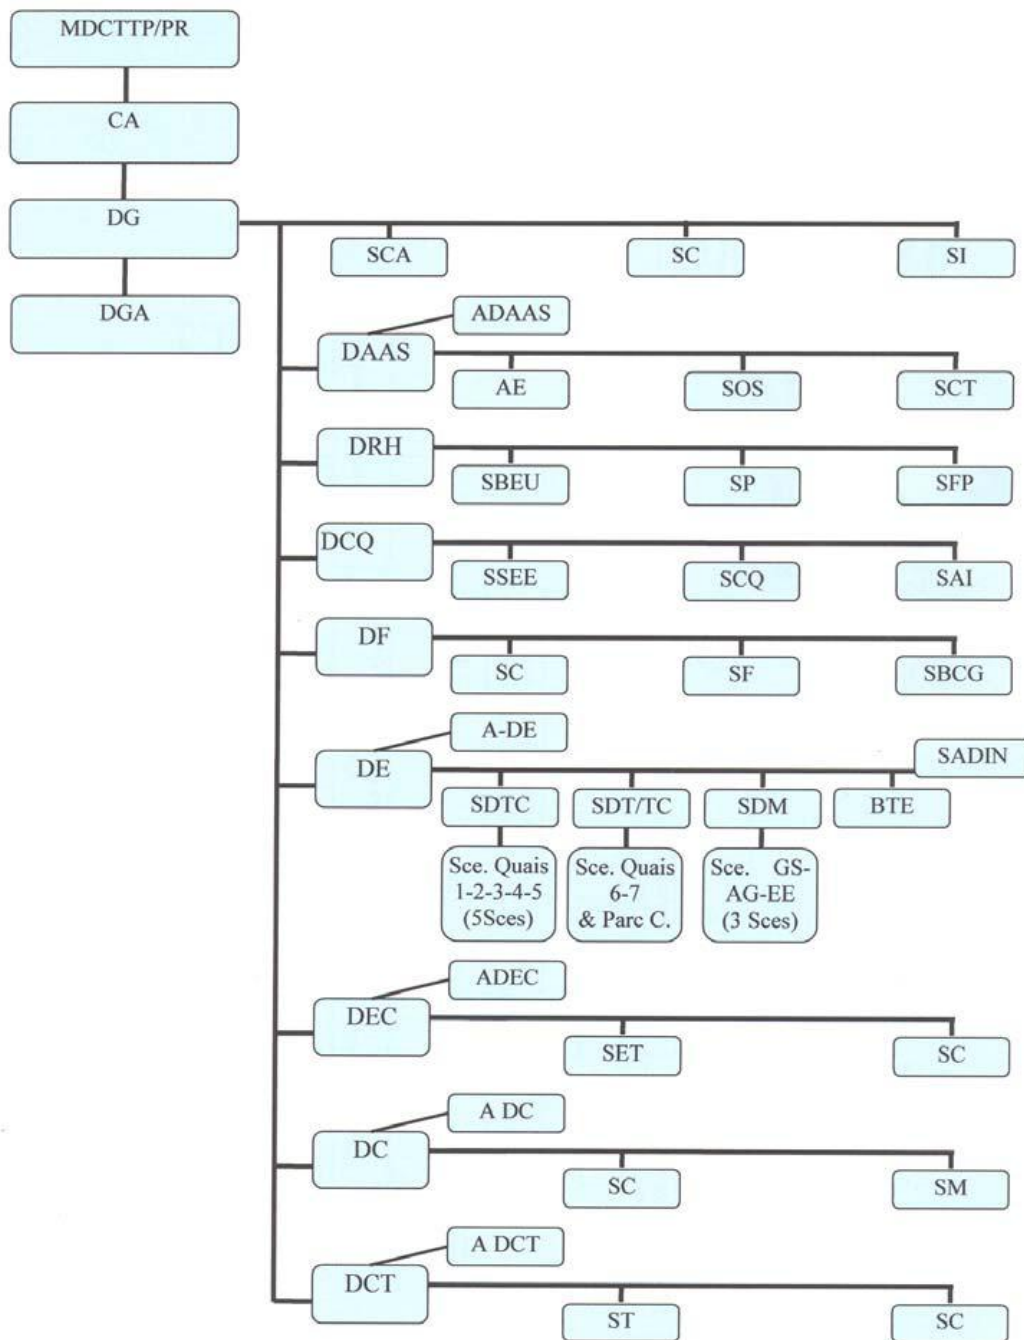 MDCTTP/PR
CA
DG
DGA
SCA
SC
SI
ADAAS
DAAS
AE
SOS
SCT
DRH
SBEU
SP
SFP
DCQ
SSEE
SCQ
SAI
DF
SC
SF
SBCG
A-DE
DE
SADIN
SDTC
SDT/TC
SDM
BTE
Sce. Quais
1-2-3-4-5
(5Sces)
Sce. Quais
6-7
& Parc C.
Sce. GS-
AG-EE
(3 Sces)
ADEC
DEC
SET
SC
A DC
DC
SC
SM
A DCT
DCT
ST
SC